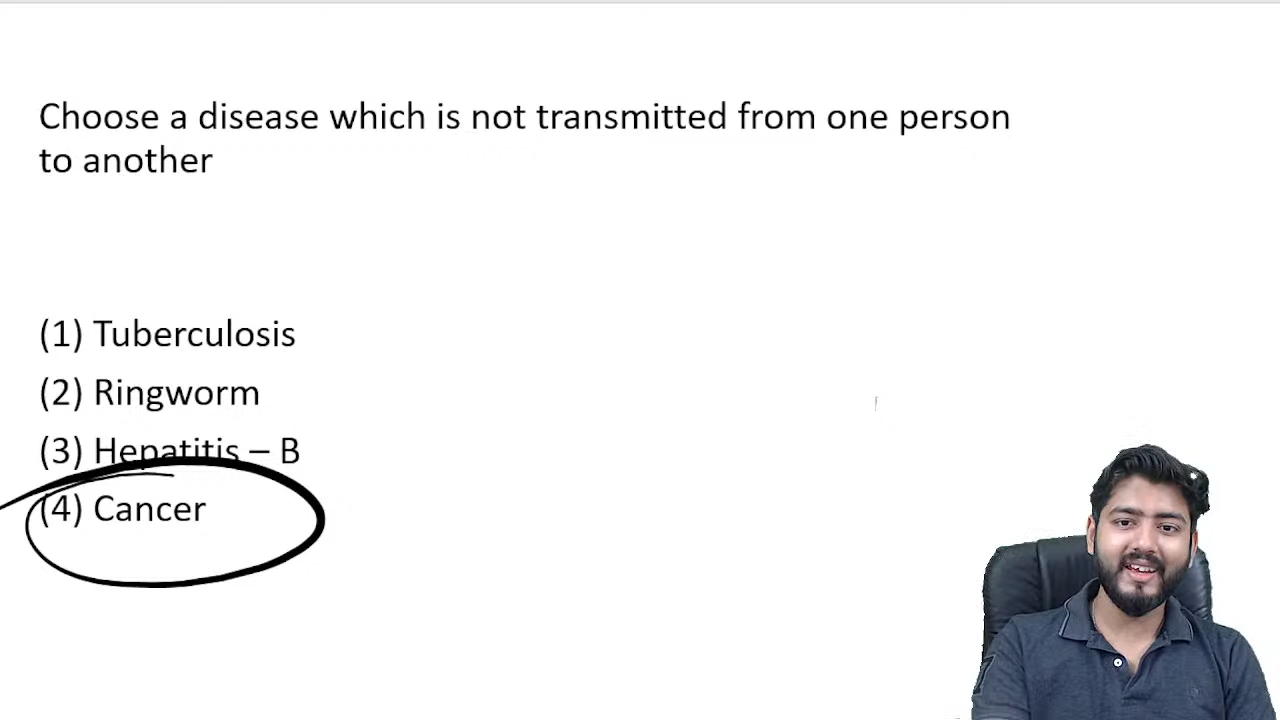 Choose a disease which is not transmitted from one person
to another
(1) Tuberculosis
(2) Ringworm
(3) Hepatitis – B
(4) Cancer